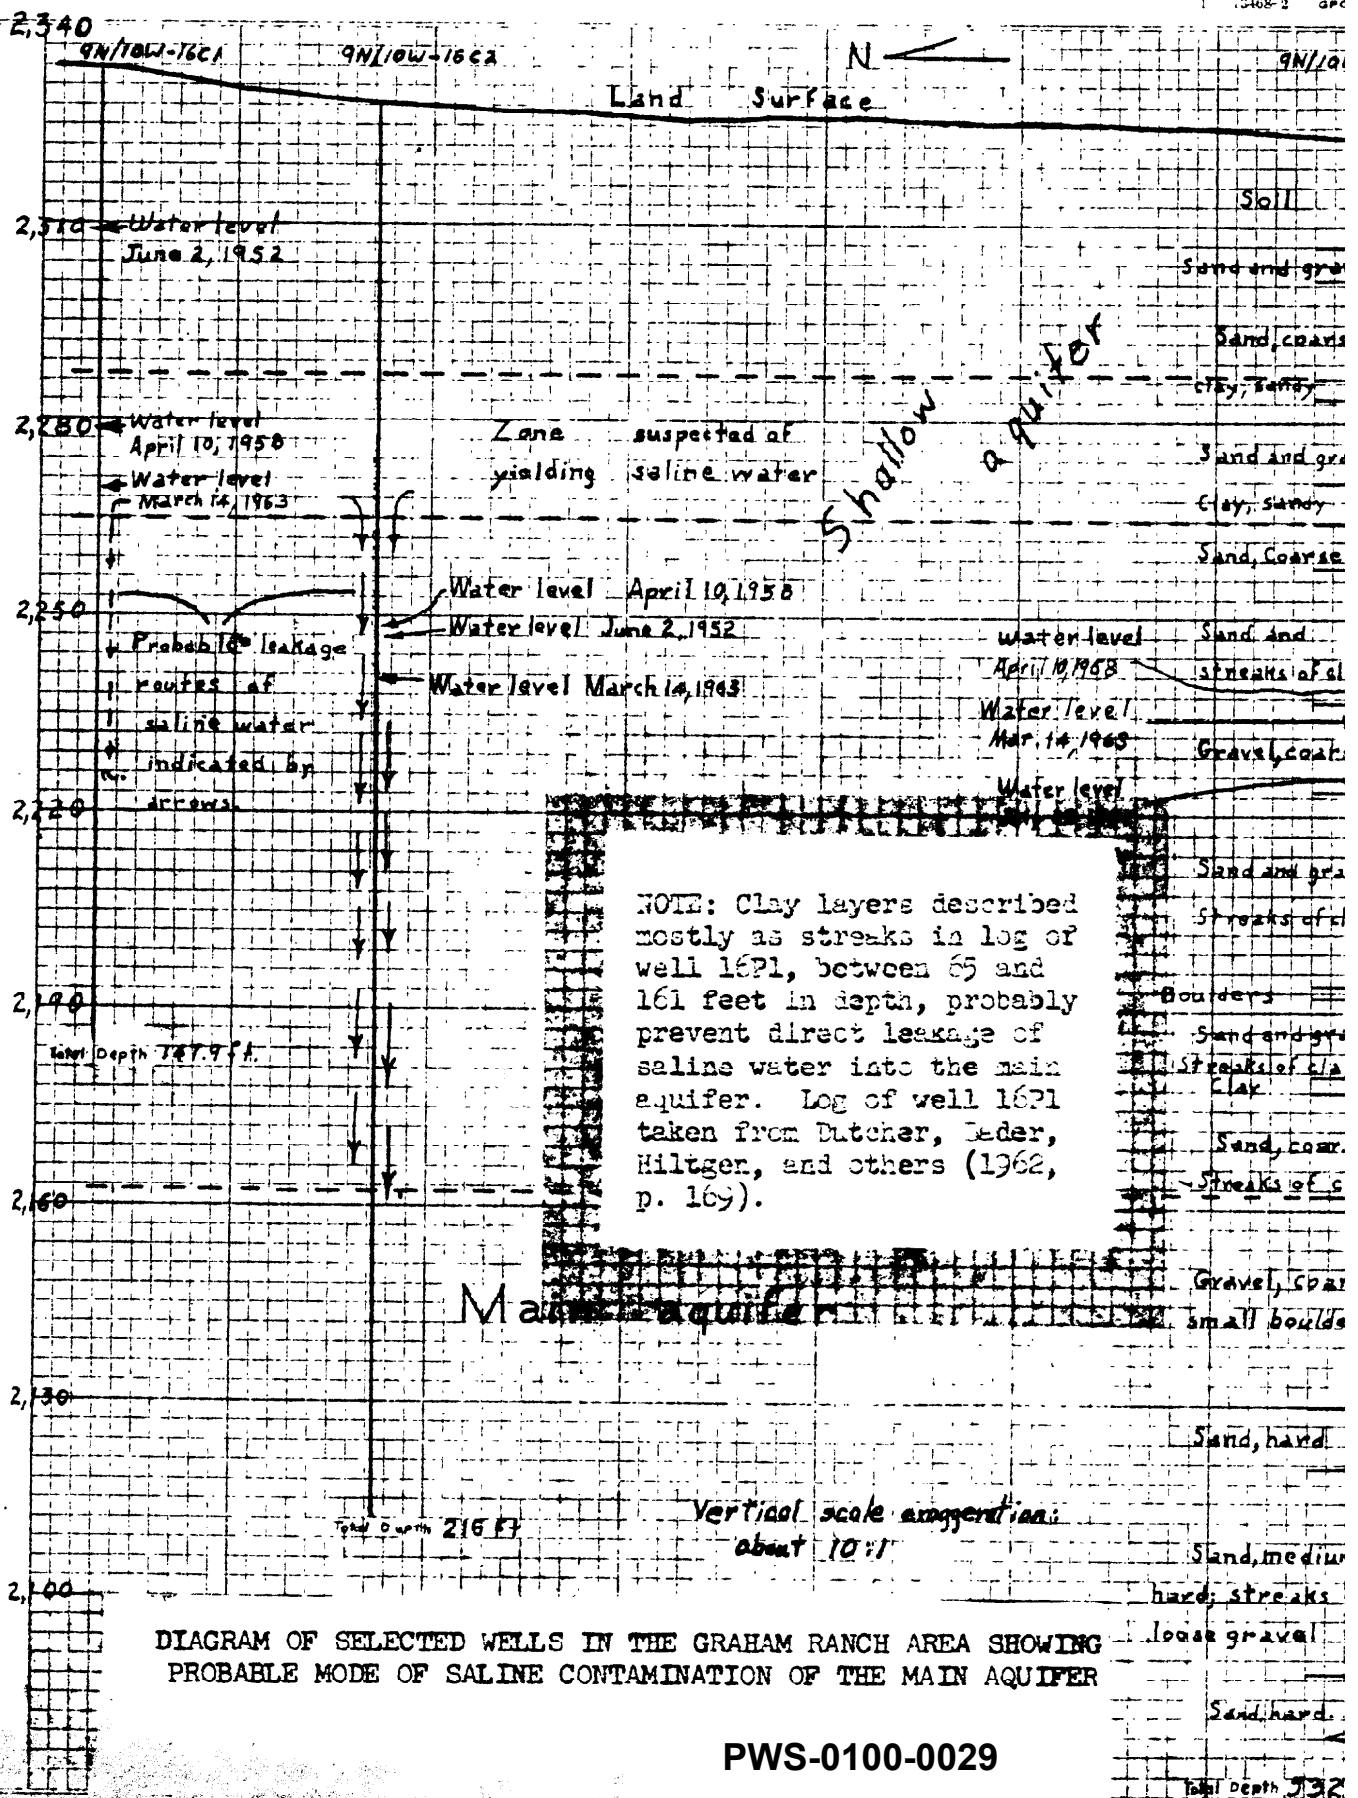 2,340
9N/10W-16C1
9N/10W-16C2
N
9N/10
Land Surface
Soil
2,310
Water level
June 2, 1952
Sand and gra
Sand, coars
Clay, sandy
2,280
Water level
April 10, 1958
Water level
March 14, 1963
Zone suspected of
yielding saline water
Shallow aquifer
Sand and gra
Clay, sandy
Sand, Coarse
2,250
Water level April 10, 1958
Water level June 2, 1952
Water level March 14, 1963
Probable leakage
routes of
saline water
indicated by
arrows.
water level
April 10, 1958
Water level
Mar. 14, 1963
Water level
Sand and
streaks of cl
Gravel, coars
2,220
Sand and gra
Streaks of cl
NOTE: Clay layers described
mostly as streaks in log of
well 16P1, between 65 and
161 feet in depth, probably
prevent direct leakage of
saline water into the main
aquifer. Log of well 16P1
taken from Dutcher, Bader,
Hiltgen, and others (1962,
p. 169).
2,190
Boulders
Sand and gra
Streaks of cla
Clay
Total Depth 147.9 ft.
Sand, coar
Streaks of c
2,160
Gravel, coar
small boulde
Main aquifer
2,130
Sand, hard
Total Depth 216 ft
Vertical scale exaggeration:
about 10:1
Sand, medium
hard; streaks
loose gravel
2,100
DIAGRAM OF SELECTED WELLS IN THE GRAHAM RANCH AREA SHOWING
PROBABLE MODE OF SALINE CONTAMINATION OF THE MAIN AQUIFER
Sand, hard
PWS-0100-0029
Total Depth 532